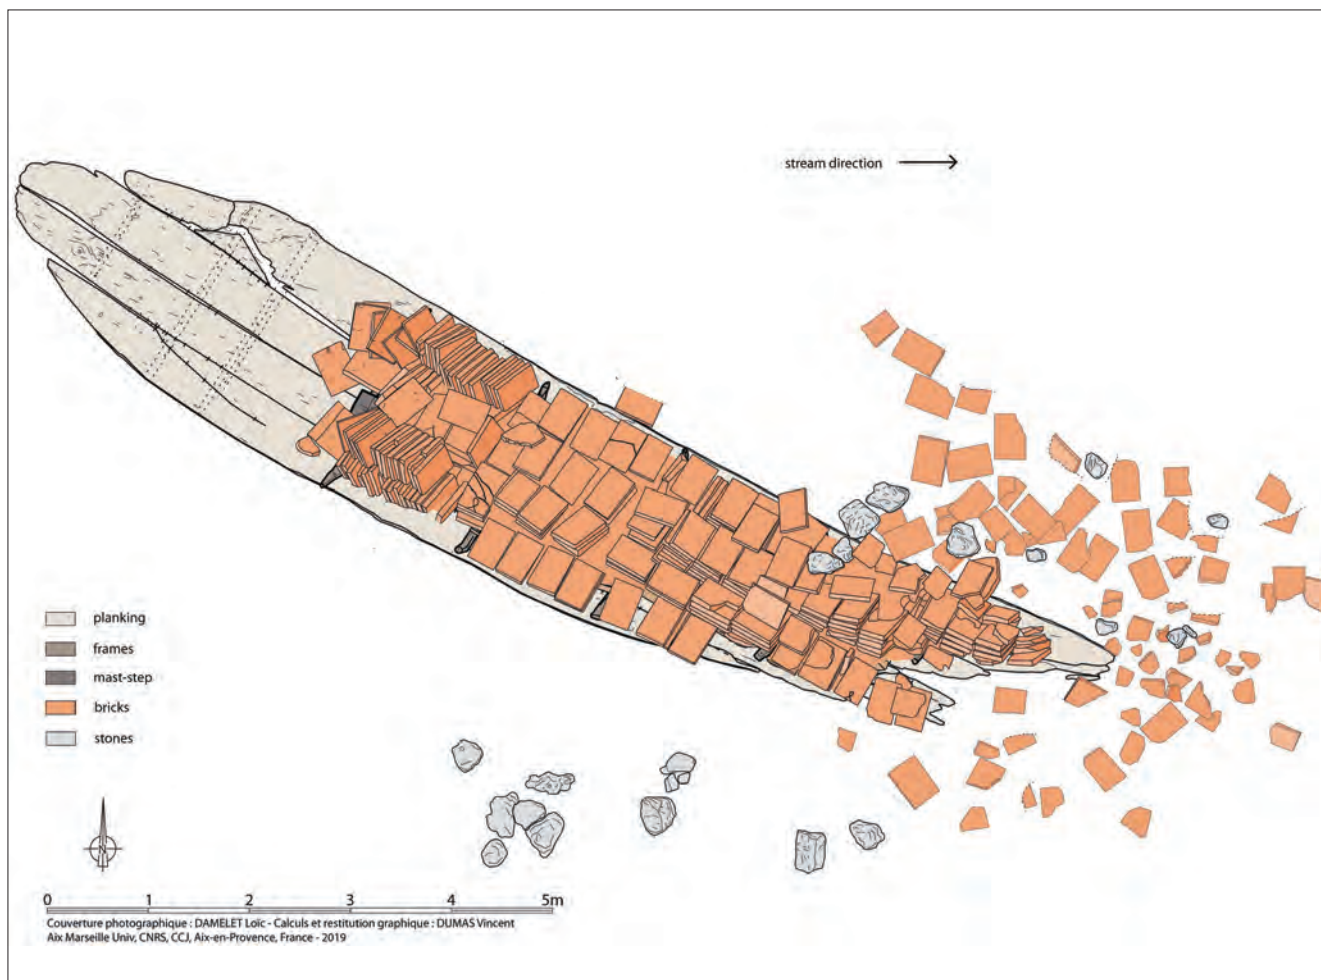 stream direction
planking
frames
mast-step
bricks
stones
N
0 1 2 3 4 5m
Couverture photographique : DAMELET Loïc - Calculs et restitution graphique : DUMAS Vincent
Aix Marseille Univ, CNRS, CCJ, Aix-en-Provence, France - 2019